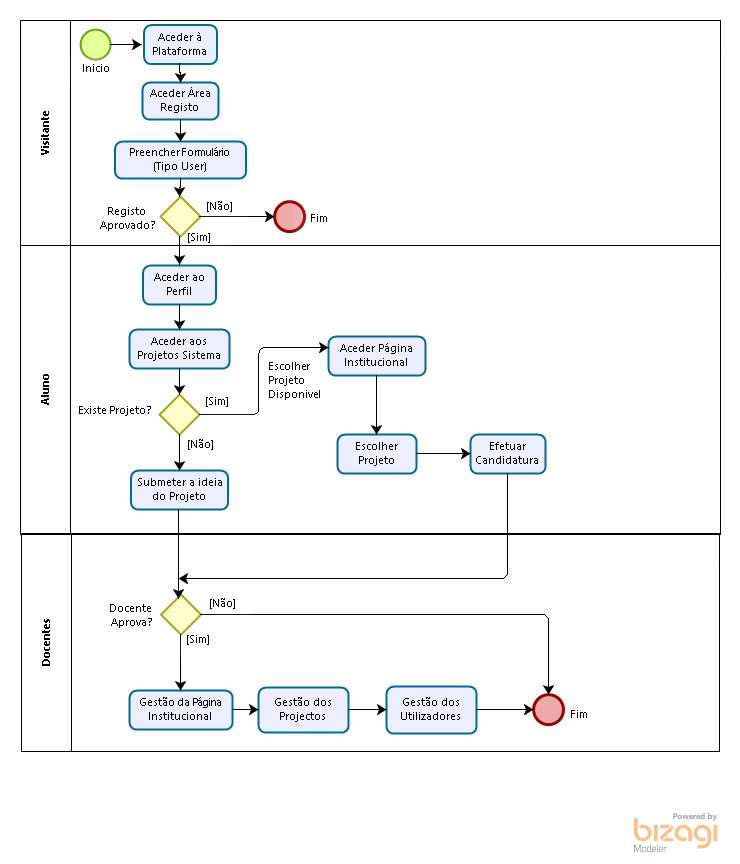 Visitante
Inicio
Aceder à
Plataforma
Aceder Área
Registo
Preencher Formulário
(Tipo User)
Registo
Aprovado?
[Não]
Fim
[Sim]
Aluno
Aceder ao
Perfil
Aceder aos
Projetos Sistema
Existe Projeto?
[Sim]
Escolher
Projeto
Disponivel
Aceder Página
Institucional
[Não]
Escolher
Projeto
Efetuar
Candidatura
Submeter a ideia
do Projeto
Docentes
Docente
Aprova?
[Não]
[Sim]
Gestão da Página
Institucional
Gestão dos
Projectos
Gestão dos
Utilizadores
Fim
Powered by
bizagi
Modeler